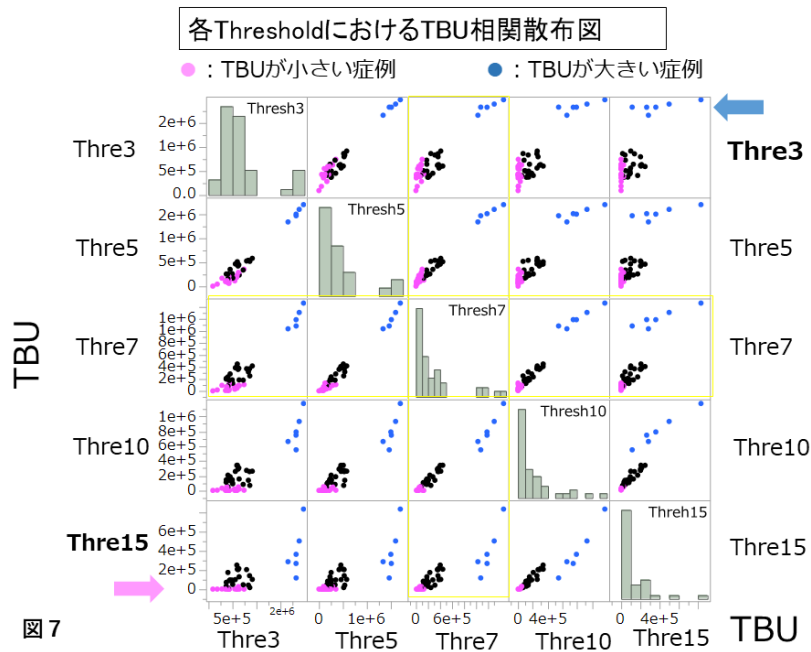 各ThresholdにおけるTBU相関散布図
● : TBUが小さい症例
● : TBUが大きい症例
Thre3
2e+6
1e+6
5e+5
0.0
Thresh3
Thre3
Thre5
2e+6
1e+6
5e+5
0
Thresh5
Thre5
TBU
Thre7
1e+6
1e+6
8e+5
6e+5
4e+5
2e+5
0
Thresh7
Thre7
Thre10
1e+6
8e+5
6e+5
4e+5
2e+5
0
Thresh10
Thre10
Thre15
6e+5
4e+5
2e+5
0
Threh15
Thre15
5e+5
2e+6
0
1e+6
0
6e+5
0
4e+5
0
4e+5
図7
Thre3
Thre5
Thre7
Thre10
Thre15
TBU